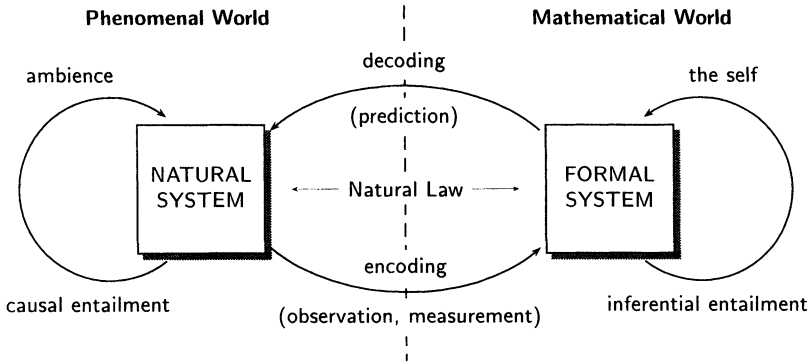 Phenomenal World
Mathematical World
decoding
ambience
the self
(prediction)
NATURAL
SYSTEM
Natural Law
FORMAL
SYSTEM
encoding
causal entailment
(observation, measurement)
inferential entailment